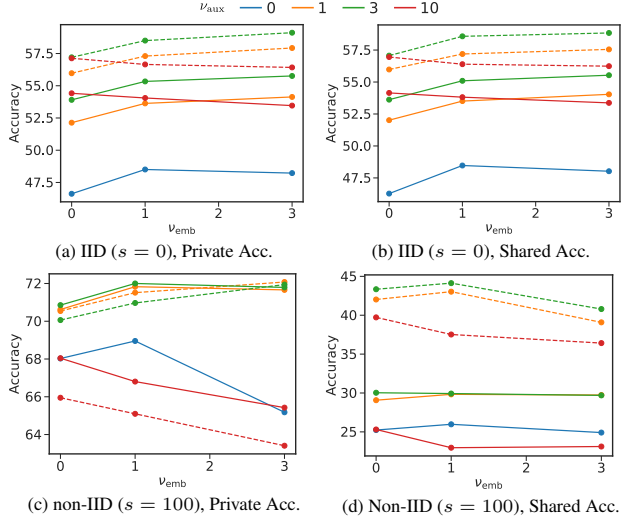 ν_aux 0 1 3 10
57.5
55.0
52.5
50.0
47.5
Accuracy
0 1 2 3
ν_emb
(a) IID (s = 0), Private Acc.
57.5
55.0
52.5
50.0
47.5
Accuracy
0 1 2 3
ν_emb
(b) IID (s = 0), Shared Acc.
72
70
68
66
64
Accuracy
0 1 2 3
ν_emb
(c) non-IID (s = 100), Private Acc.
45
40
35
30
25
Accuracy
0 1 2 3
ν_emb
(d) Non-IID (s = 100), Shared Acc.